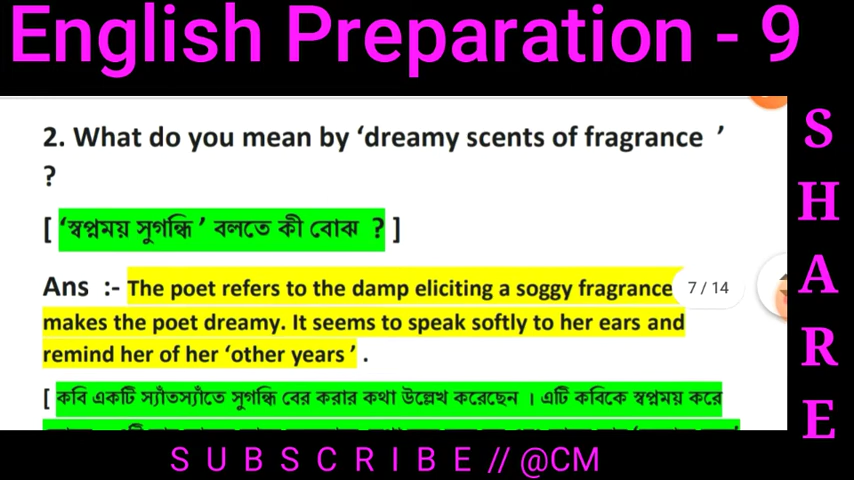 English Preparation - 9
2. What do you mean by ‘dreamy scents of fragrance ’
?
[ ‘স্বপ্নময় সুগন্ধি ’ বলতে কী বোঝ ? ]
Ans :- The poet refers to the damp eliciting a soggy fragrance
7 / 14
makes the poet dreamy. It seems to speak softly to her ears and
remind her of her ‘other years ’ .
[ কবি একটি স্যাঁতস্যাঁতে সুগন্ধি বের করার কথা উল্লেখ করেছেন । এটি কবিকে স্বপ্নময় করে
SHARE
SUBSCRIBE // @CM